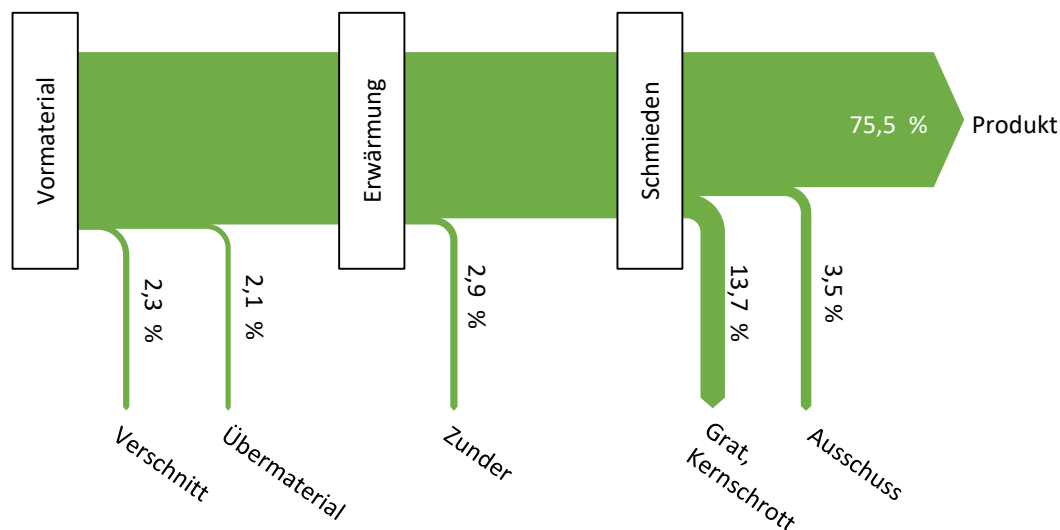 Vormaterial
Erwärmung
Schmieden
75,5 %
Produkt
2,3 %
2,1 %
2,9 %
13,7 %
3,5 %
Verschnitt
Übermaterial
Zunder
Grat,
Kernschrott
Ausschuss